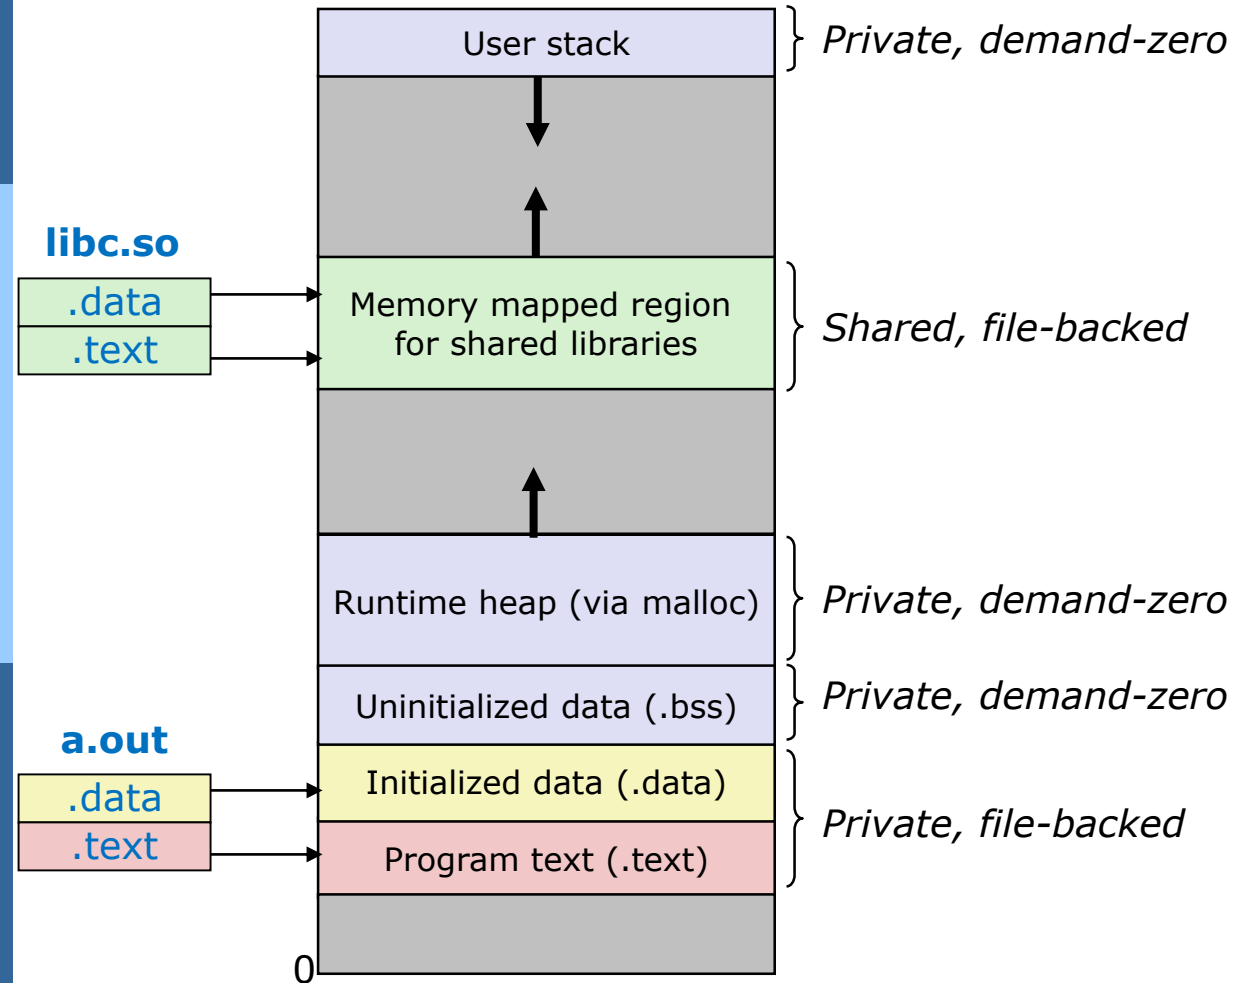 User stack
Private, demand-zero
libc.so
.data
.text
Memory mapped region
for shared libraries
Shared, file-backed
Runtime heap (via malloc)
Private, demand-zero
Uninitialized data (.bss)
Private, demand-zero
a.out
.data
.text
Initialized data (.data)
Program text (.text)
Private, file-backed
0